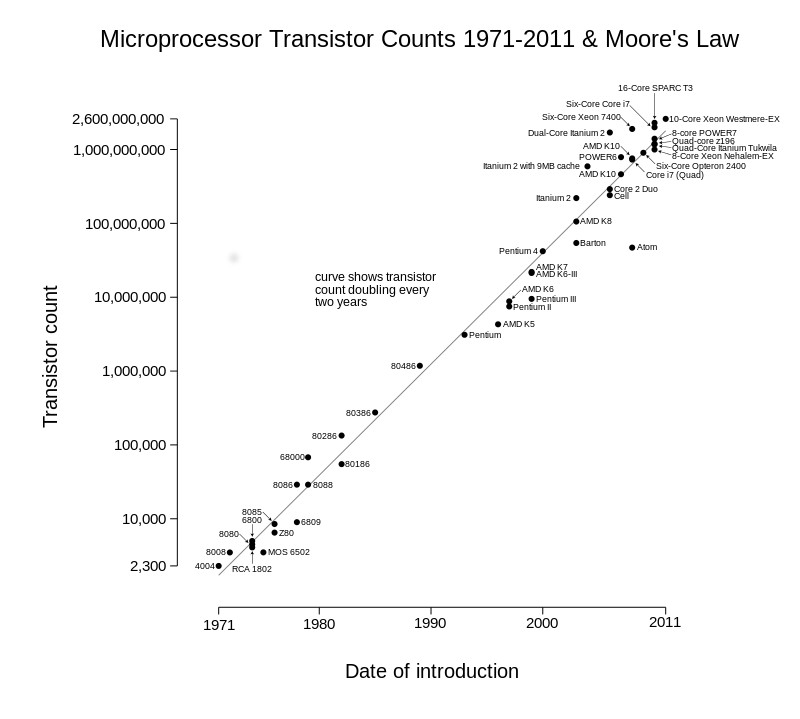 Microprocessor Transistor Counts 1971-2011 & Moore's Law
16-Core SPARC T3
Six-Core Core i7
Six-Core Xeon 7400
10-Core Xeon Westmere-EX
Dual-Core Itanium 2
8-core POWER7
Quad-core z196
Quad-Core Itanium Tukwila
8-Core Xeon Nehalem-EX
AMD K10
POWER6
Itanium 2 with 9MB cache
Six-Core Opteron 2400
AMD K10
Core i7 (Quad)
Core 2 Duo
Cell
Itanium 2
AMD K8
Barton
Atom
Pentium 4
AMD K7
AMD K6-III
curve shows transistor
count doubling every
two years
AMD K6
Pentium III
Pentium II
AMD K5
Pentium
80486
80386
80286
68000
80186
8086
8088
8085
6800
6809
8080
Z80
8008
MOS 6502
4004
RCA 1802
2,600,000,000
1,000,000,000
100,000,000
10,000,000
1,000,000
100,000
10,000
2,300
Transistor count
1971
1980
1990
2000
2011
Date of introduction